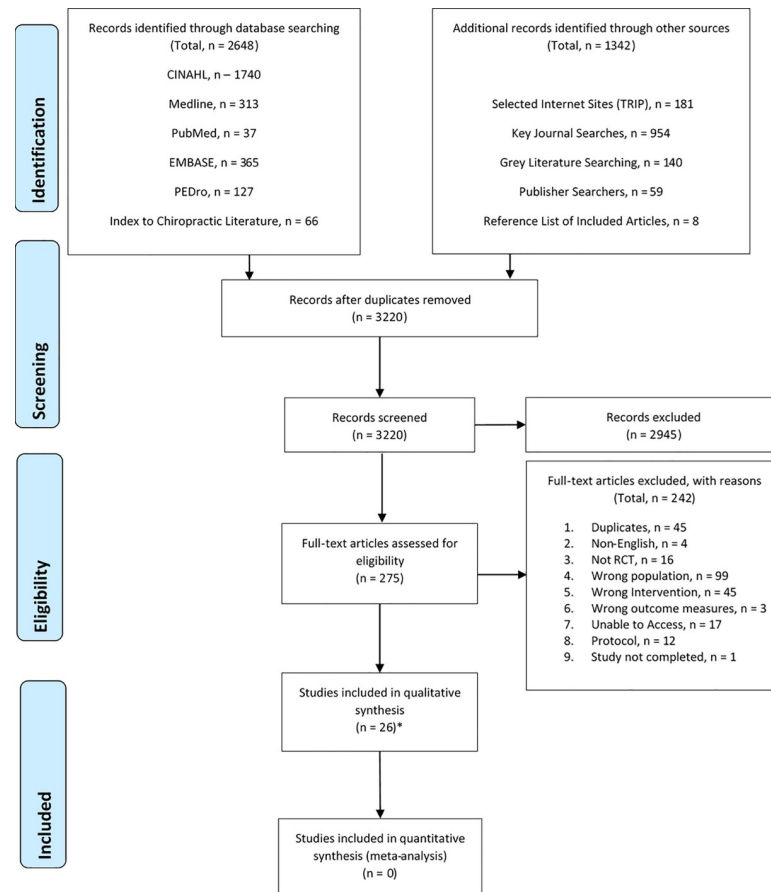 Identification
Records identified through database searching
(Total, n = 2648)
CINAHL, n – 1740
Medline, n = 313
PubMed, n = 37
EMBASE, n = 365
PEDro, n = 127
Index to Chiropractic Literature, n = 66
Additional records identified through other sources
(Total, n = 1342)
Selected Internet Sites (TRIP), n = 181
Key Journal Searches, n = 954
Grey Literature Searching, n = 140
Publisher Searchers, n = 59
Reference List of Included Articles, n = 8
Screening
Records after duplicates removed
(n = 3220)
Records screened
(n = 3220)
Records excluded
(n = 2945)
Eligibility
Full-text articles assessed for
eligibility
(n = 275)
Full-text articles excluded, with reasons
(Total, n = 242)
1. Duplicates, n = 45
2. Non-English, n = 4
3. Not RCT, n = 16
4. Wrong population, n = 99
5. Wrong Intervention, n = 45
6. Wrong outcome measures, n = 3
7. Unable to Access, n = 17
8. Protocol, n = 12
9. Study not completed, n = 1
Included
Studies included in qualitative
synthesis
(n = 26)*
Studies included in quantitative
synthesis (meta-analysis)
(n = 0)